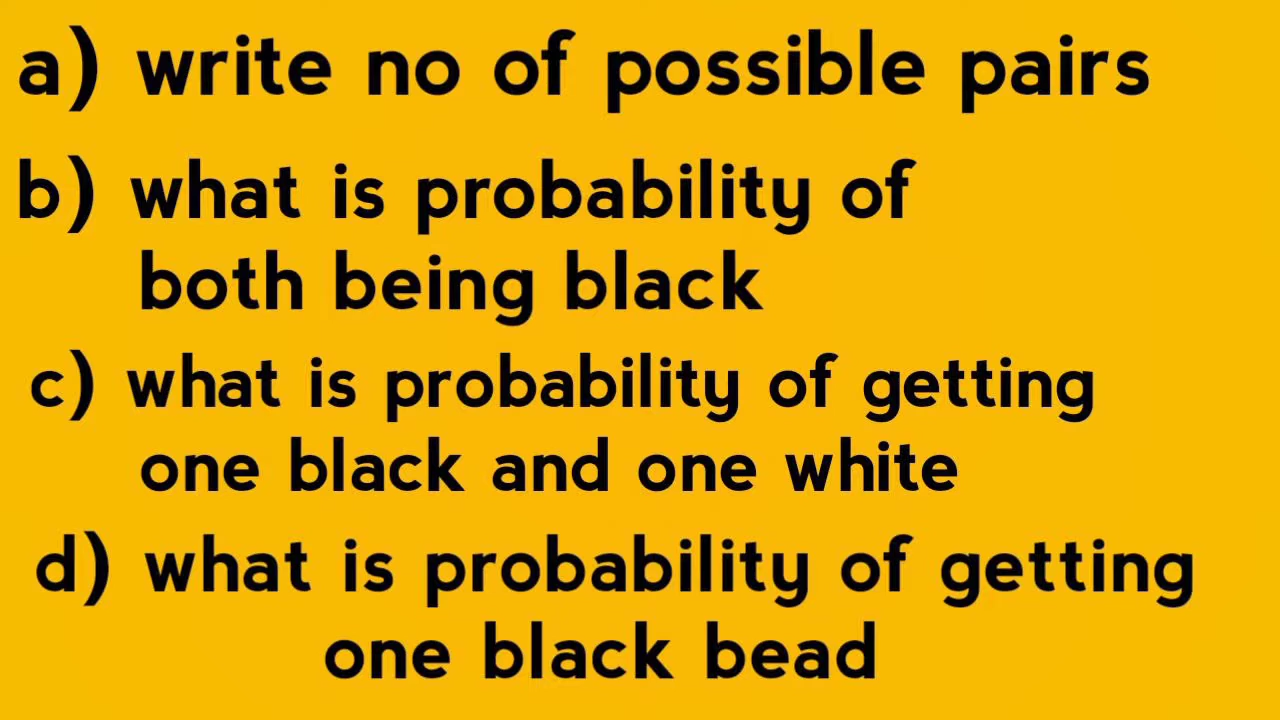 a) write no of possible pairs
b) what is probability of
both being black
c) what is probability of getting
one black and one white
d) what is probability of getting
one black bead